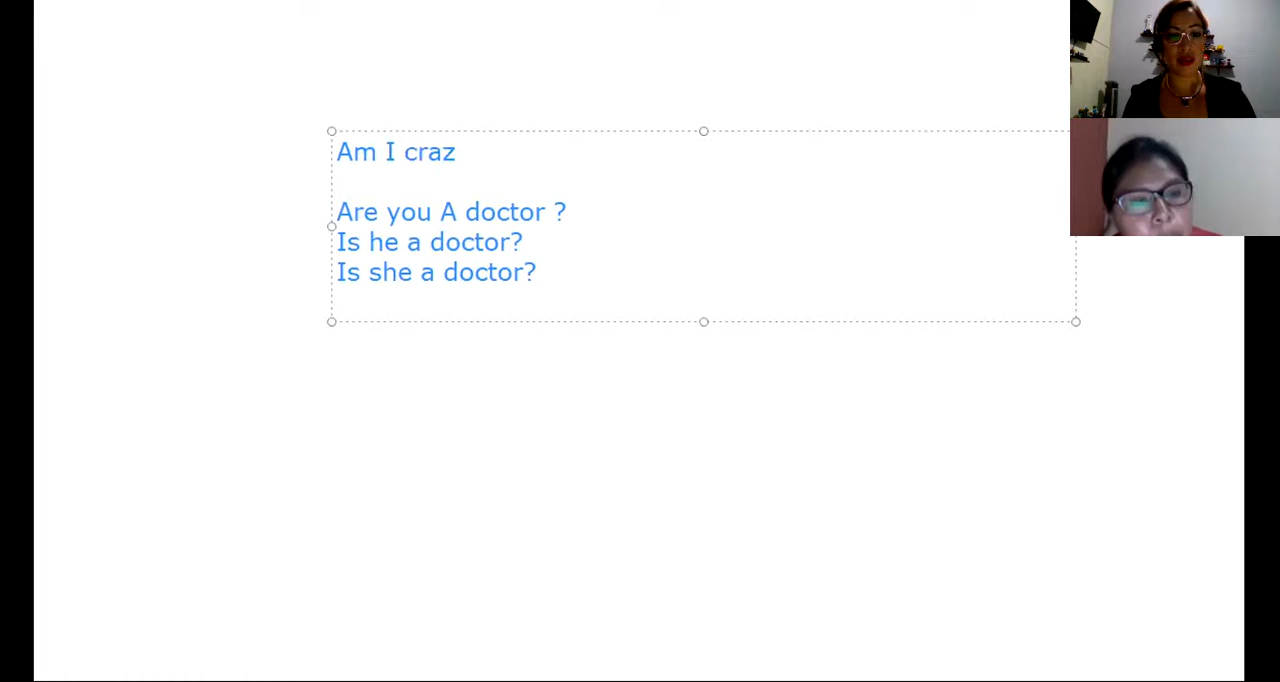 Am I craz
Are you A doctor ?
Is he a doctor?
Is she a doctor?